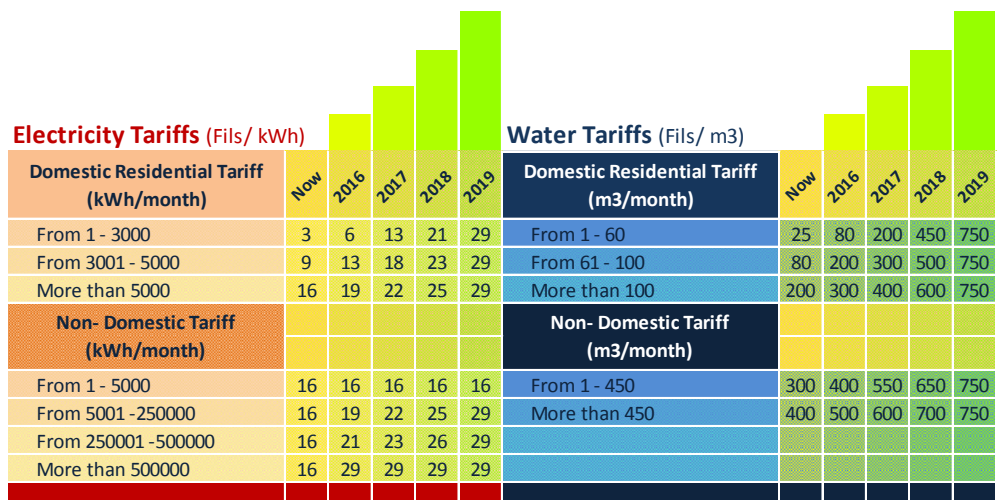 Electricity Tariffs (Fils/ kWh)
Domestic Residential Tariff
(kWh/month)
Now 2016 2017 2018 2019
From 1 - 3000 3 6 13 21 29
From 3001 - 5000 9 13 18 23 29
More than 5000 16 19 22 25 29
Non- Domestic Tariff
(kWh/month)
From 1 - 5000 16 16 16 16 16
From 5001 -250000 16 19 22 25 29
From 250001 -500000 16 21 23 26 29
More than 500000 16 29 29 29 29
Water Tariffs (Fils/ m3)
Domestic Residential Tariff
(m3/month)
Now 2016 2017 2018 2019
From 1 - 60 25 80 200 450 750
From 61 - 100 80 200 300 500 750
More than 100 200 300 400 600 750
Non- Domestic Tariff
(m3/month)
From 1 - 450 300 400 550 650 750
More than 450 400 500 600 700 750